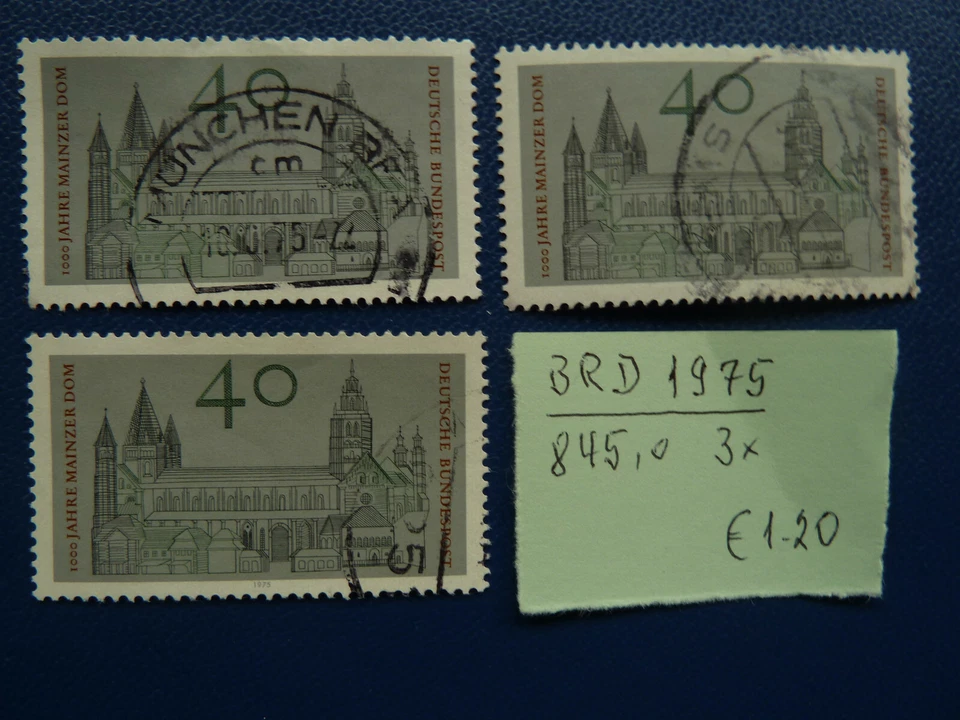 1000 JAHRE MAINZER DOM
40
DEUTSCHE BUNDESPOST
MÜNCHEN
cm
1000 JAHRE MAINZER DOM
40
DEUTSCHE BUNDESPOST
1000 JAHRE MAINZER DOM
40
DEUTSCHE BUNDESPOST
1975
BRD 1975
845,0 3x
€ 1-20